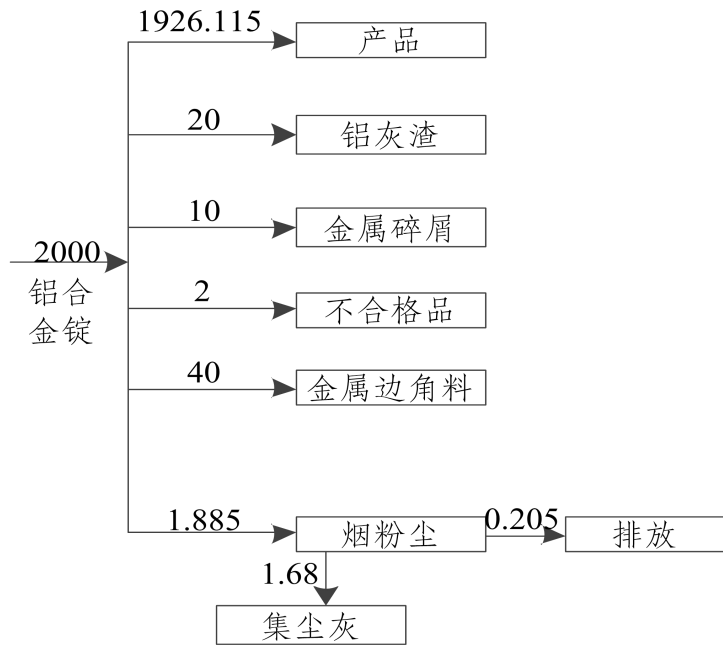 1926.115
产品
20
铝灰渣
10
金属碎屑
2000
铝合
金锭
2
不合格品
40
金属边角料
1.885
烟粉尘
0.205
排放
1.68
集尘灰